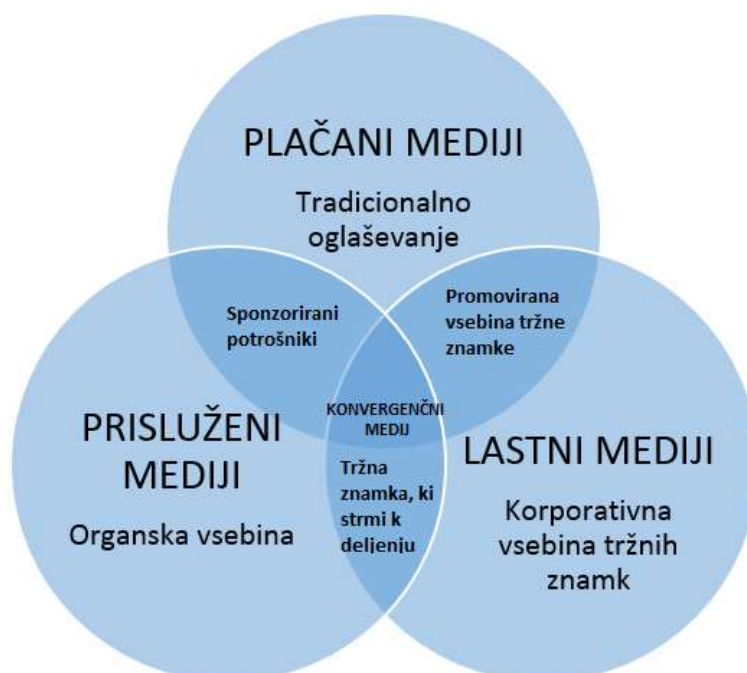 PLAČANI MEDIJI
Tradicionalno
oglaševanje
Sponzorirani
potrošniki
Promovirana
vsebina tržne
znamke
KONVERGENČNI
MEDIJ
PRISLUŽENI
MEDIJI
Organska vsebina
Tržna
znamka, ki
strmi k
deljenju
LASTNI MEDIJI
Korporativna
vsebina tržnih
znamk